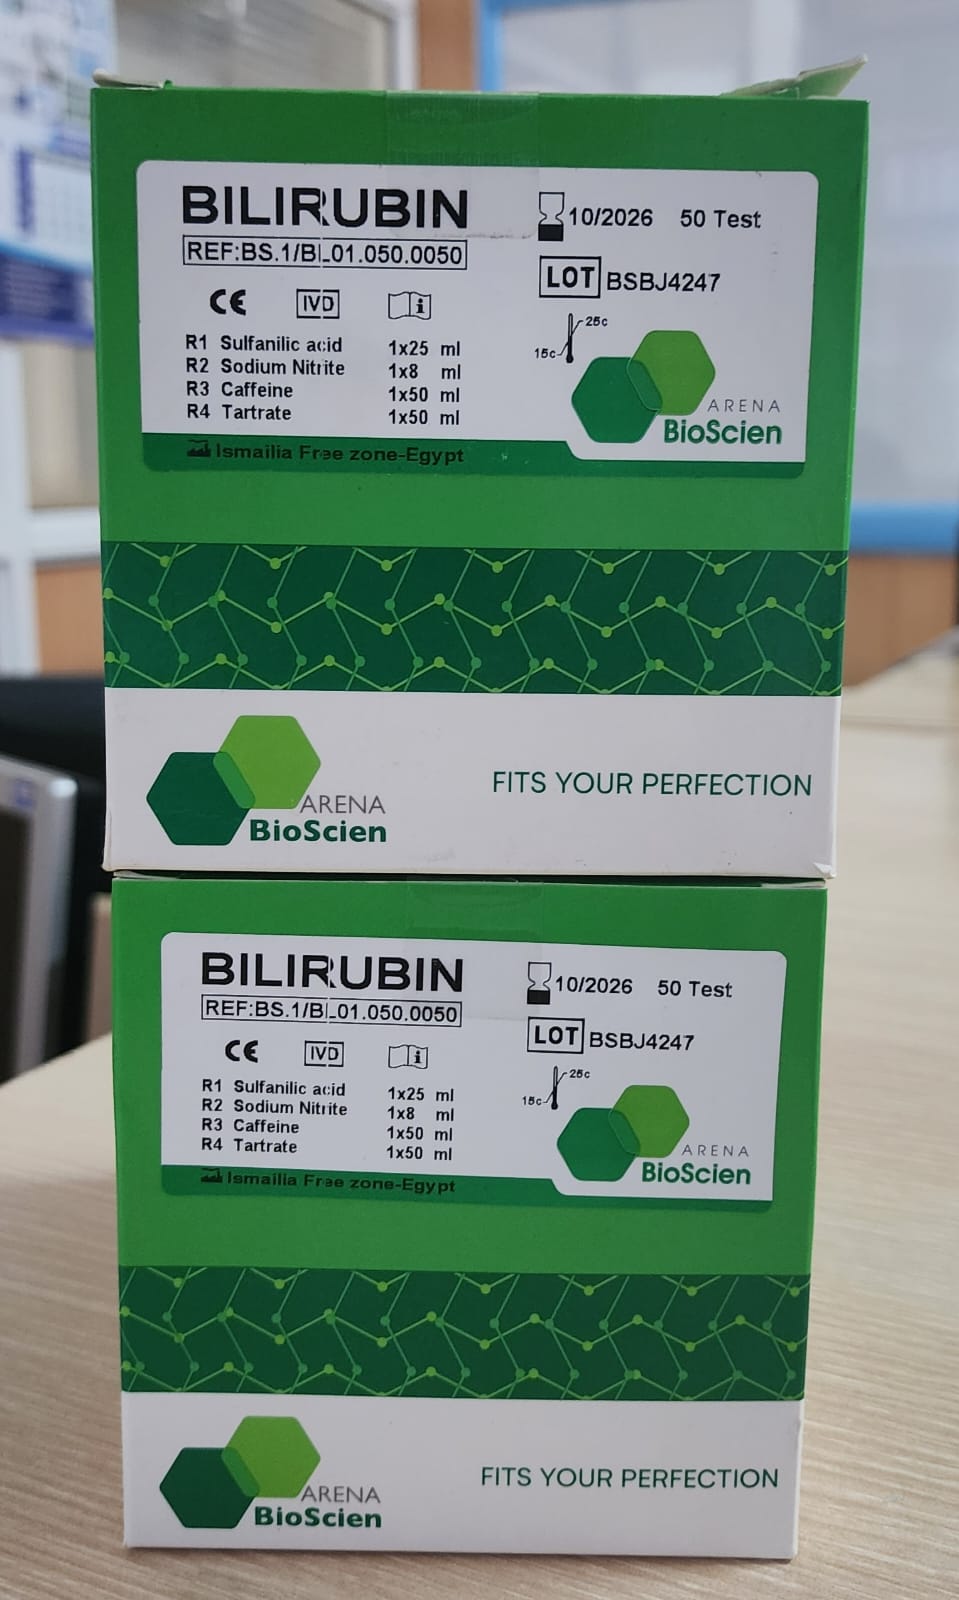 BILIRUBIN
10/2026 50 Test
REF:BS.1/BL01.050.0050
LOT BSBJ4247
CE IVD i
25c
15c
R1 Sulfanilic acid 1x25 ml
R2 Sodium Nitrite 1x8 ml
R3 Caffeine 1x50 ml
R4 Tartrate 1x50 ml
ARENA
BioScien
Ismailia Free zone-Egypt
FITS YOUR PERFECTION
ARENA
BioScien
BILIRUBIN
10/2026 50 Test
REF:BS.1/BL01.050.0050
LOT BSBJ4247
CE IVD i
25c
15c
R1 Sulfanilic acid 1x25 ml
R2 Sodium Nitrite 1x8 ml
R3 Caffeine 1x50 ml
R4 Tartrate 1x50 ml
ARENA
BioScien
Ismailia Free zone-Egypt
FITS YOUR PERFECTION
ARENA
BioScien